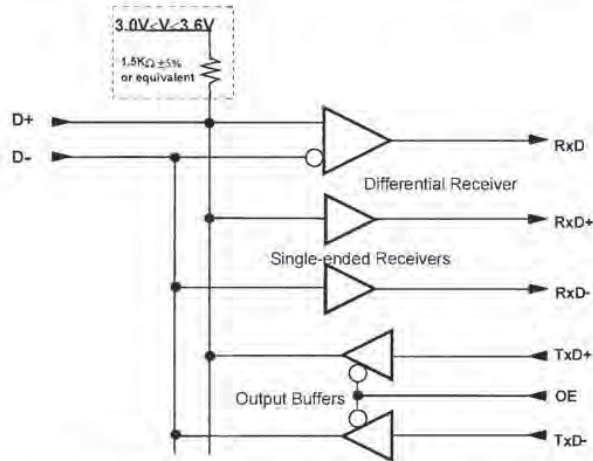 3.0V<V<3.6V
1.5KΩ ±5%
or equivalent
D+
D-
RxD
Differential Receiver
RxD+
Single-ended Receivers
RxD-
TxD+
Output Buffers
OE
TxD-